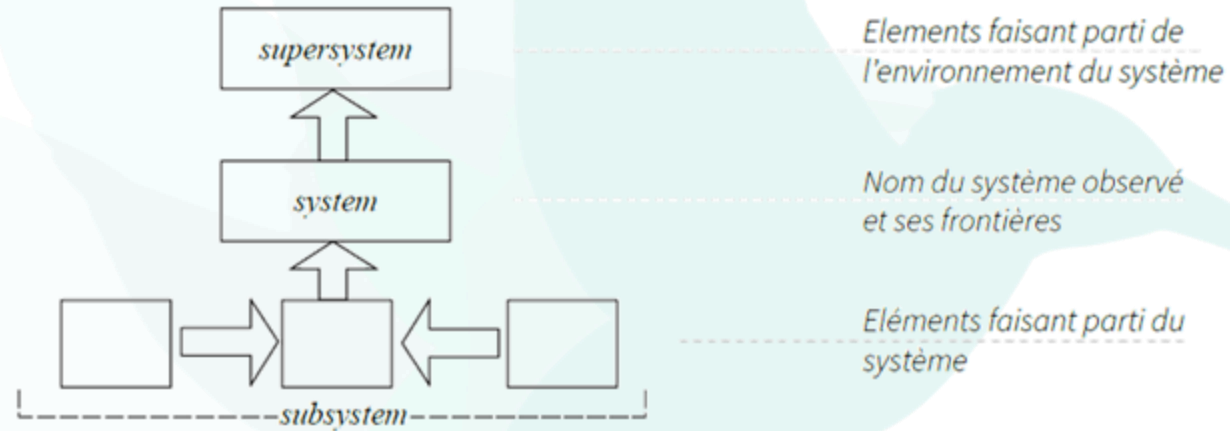 supersystem
Elements faisant parti de
l'environnement du système
system
Nom du système observé
et ses frontières
Eléments faisant parti du
système
subsystem